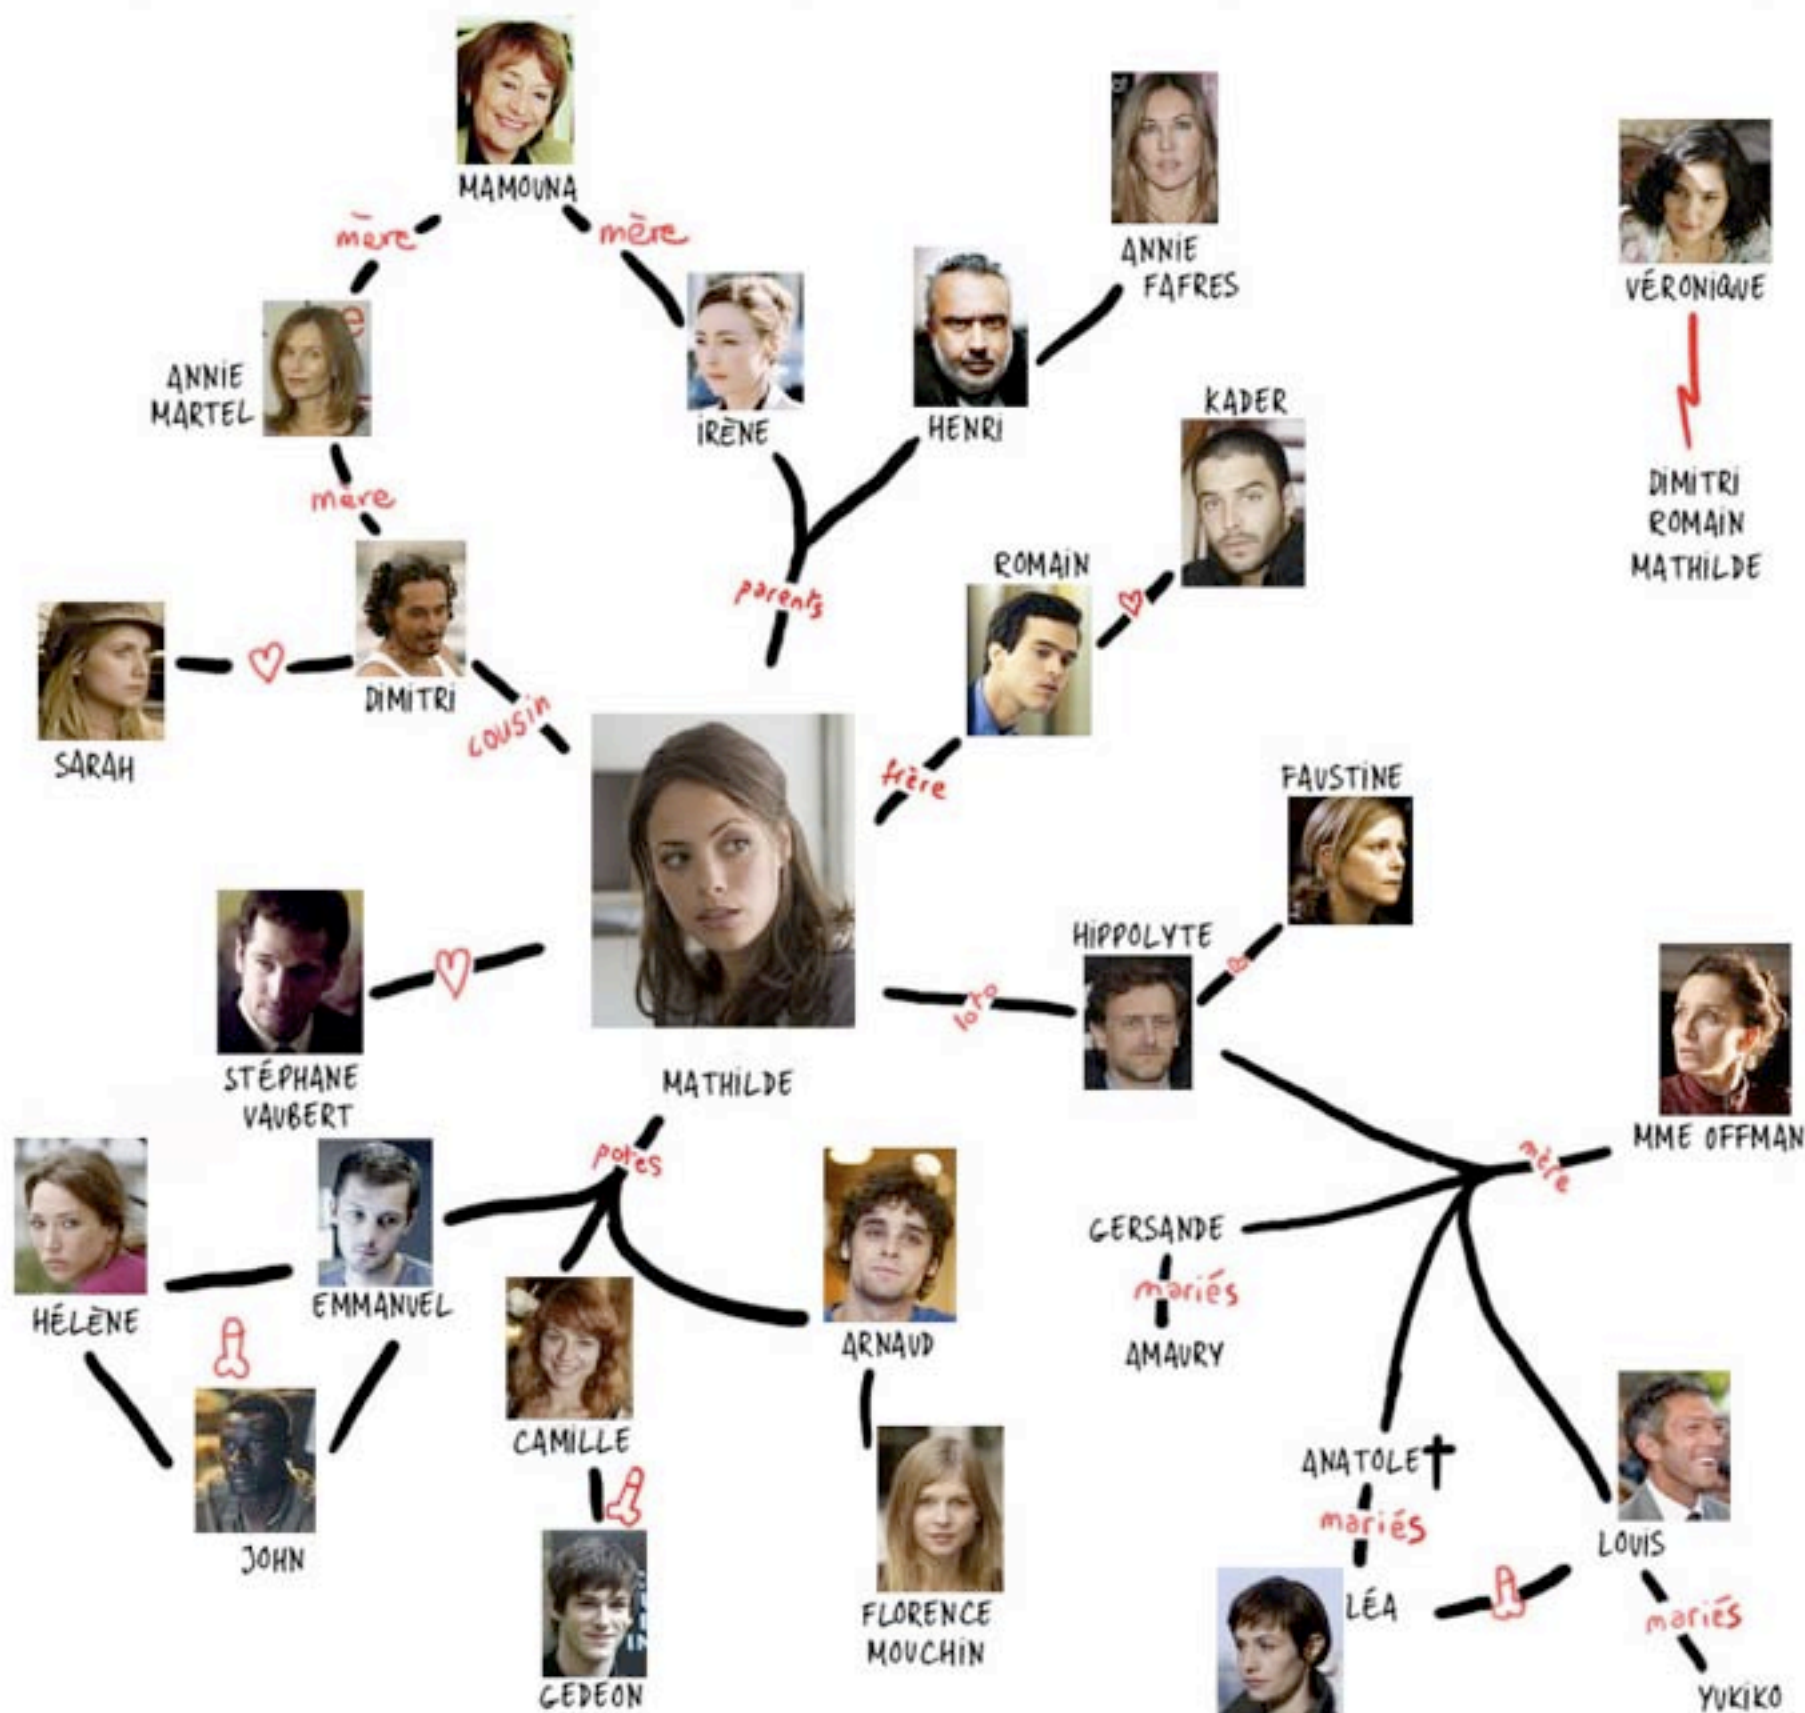 MAMOUNA
mère
mère
ANNIE
FAFRES
VÉRONIQUE
ANNIE
MARTEL
IRÈNE
HENRI
KADER
mère
DIMITRI
ROMAIN
MATHILDE
parents
ROMAIN
DIMITRI
cousin
SARAH
frère
FAUSTINE
HIPPOLYTE
loto
STÉPHANE
VAUBERT
MATHILDE
potes
MME OFFMAN
mère
HÉLÈNE
EMMANUEL
ARNAUD
GERSANDE
mariés
AMAURY
CAMILLE
JOHN
ANATOLE
mariés
LÉA
LOUIS
mariés
YUKIKO
FLORENCE
MOUCHIN
GEDEON